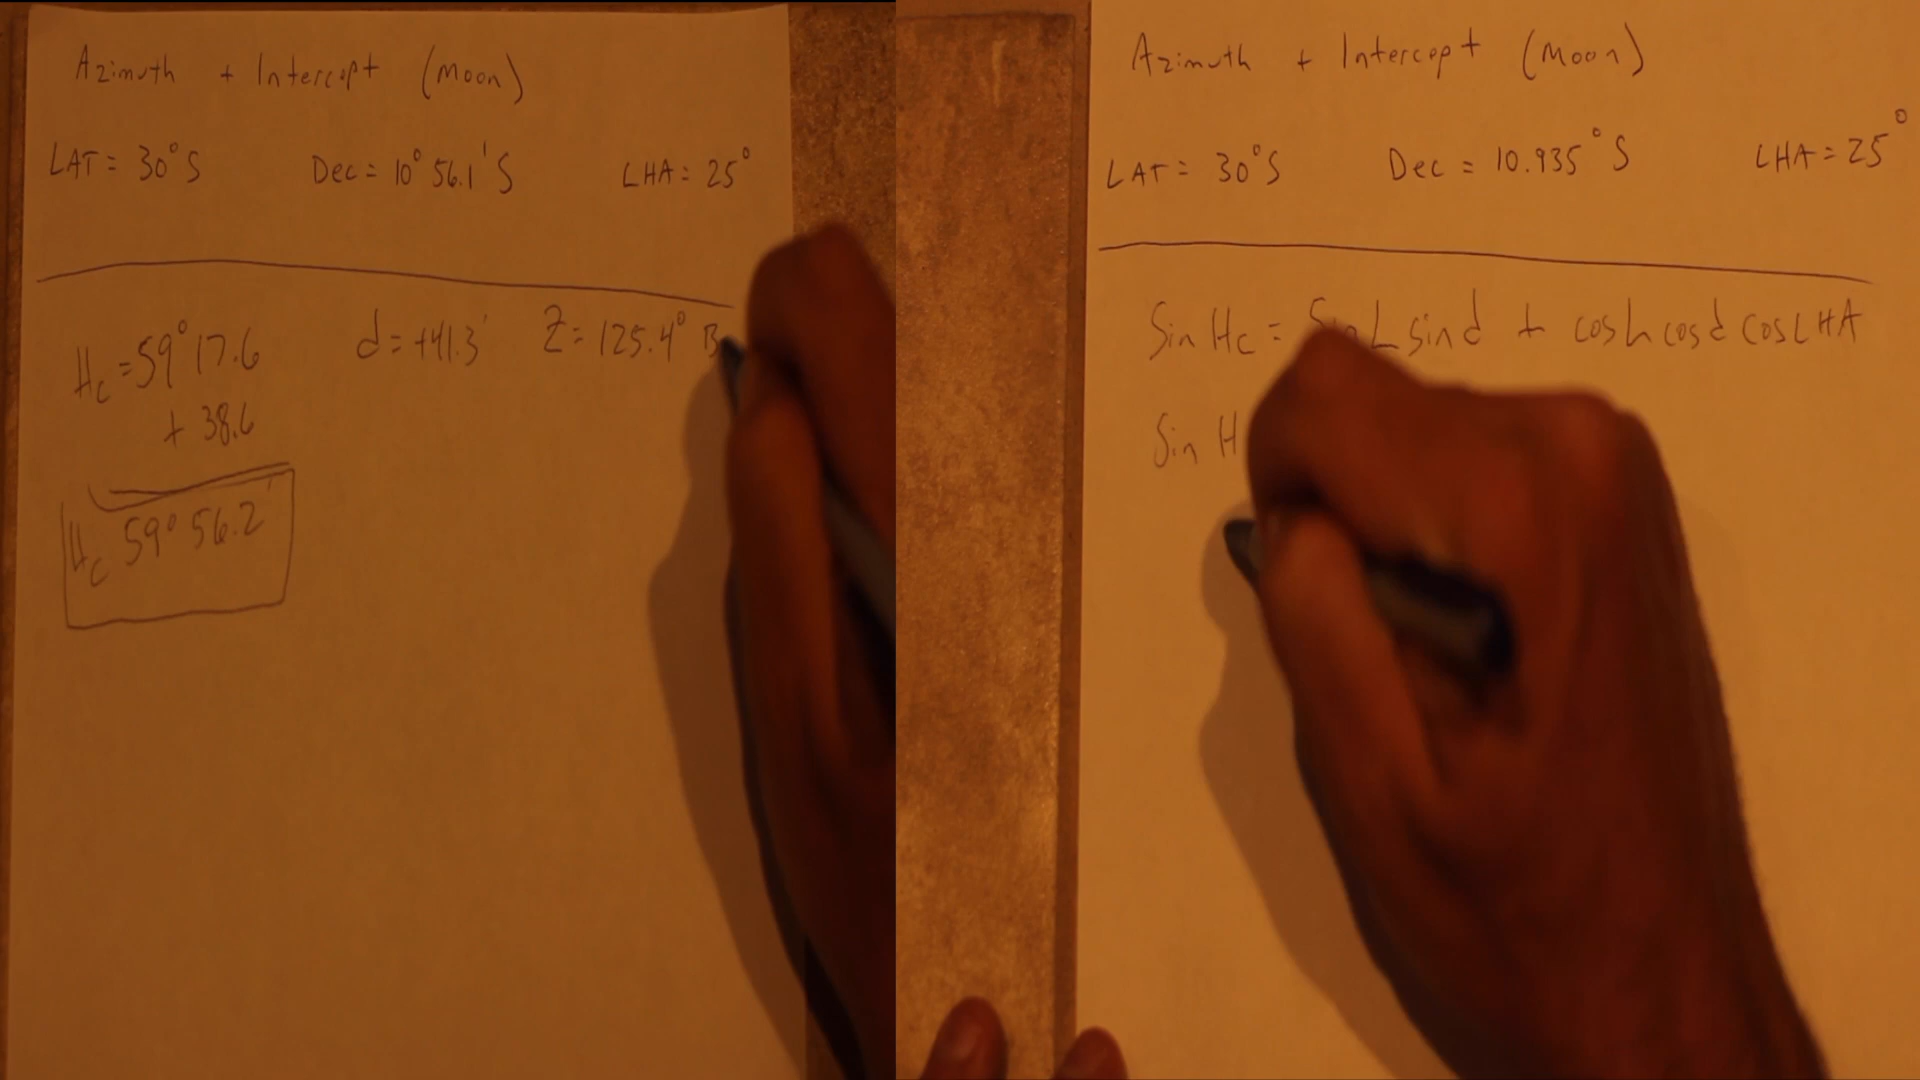 Azimuth + Intercept (Moon)
LAT = 30° S Dec = 10° 56.1' S LHA = 25°
Hc = 59° 17.6 d = +41.3' Z = 125.4°
+ 38.6
Hc 59° 56.2'
Azimuth + Intercept (Moon)
LAT = 30° S Dec = 10.935° S LHA = 25°
Sin Hc = Sin L sin d + cos L cos d cos LHA
Sin H